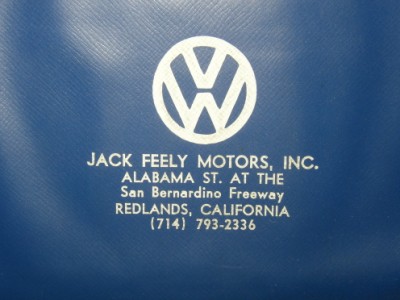 JACK FEELY MOTORS, INC.
ALABAMA ST. AT THE
San Bernardino Freeway
REDLANDS, CALIFORNIA
(714) 793-2336